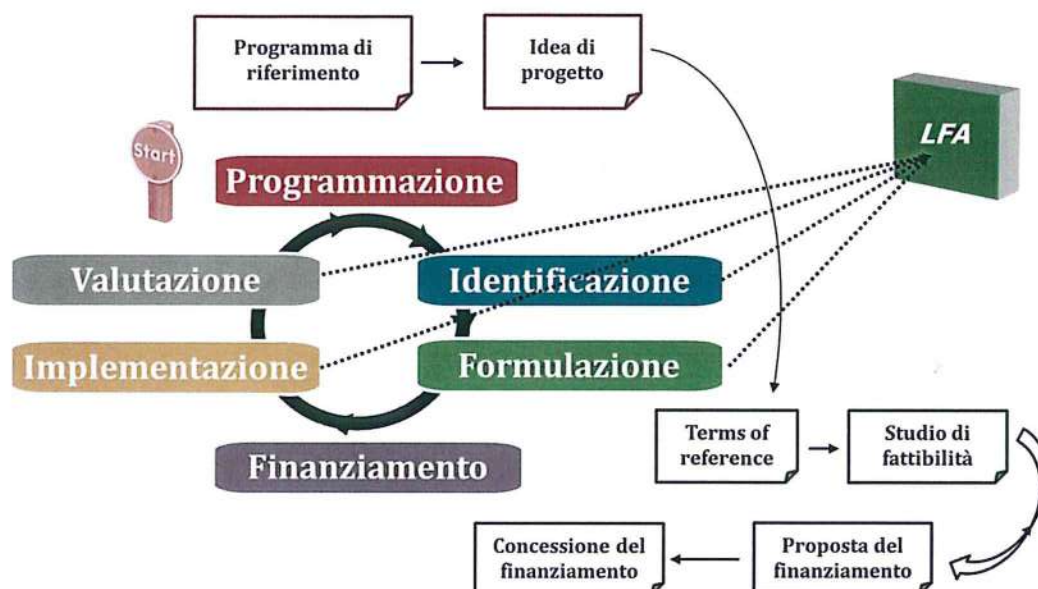 Programma di
riferimento
Idea di
progetto
LFA
Start
Programmazione
Valutazione
Identificazione
Implementazione
Formulazione
Finanziamento
Terms of
reference
Studio di
fattibilità
Concessione del
finanziamento
Proposta del
finanziamento